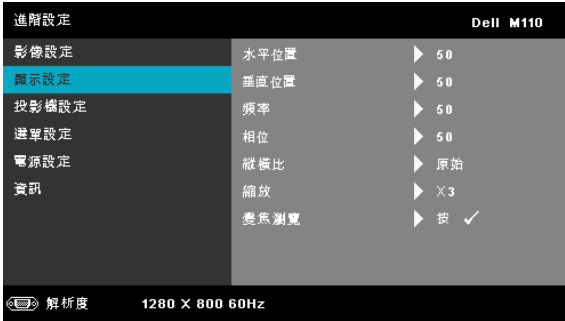 進階設定 Dell M110
影像設定
顯示設定
投影機設定
選單設定
電源設定
資訊
水平位置 50
垂直位置 50
頻率 50
相位 50
縱橫比 原始
縮放 X3
變焦瀏覽 按 ✓
解析度 1280 X 800 60Hz